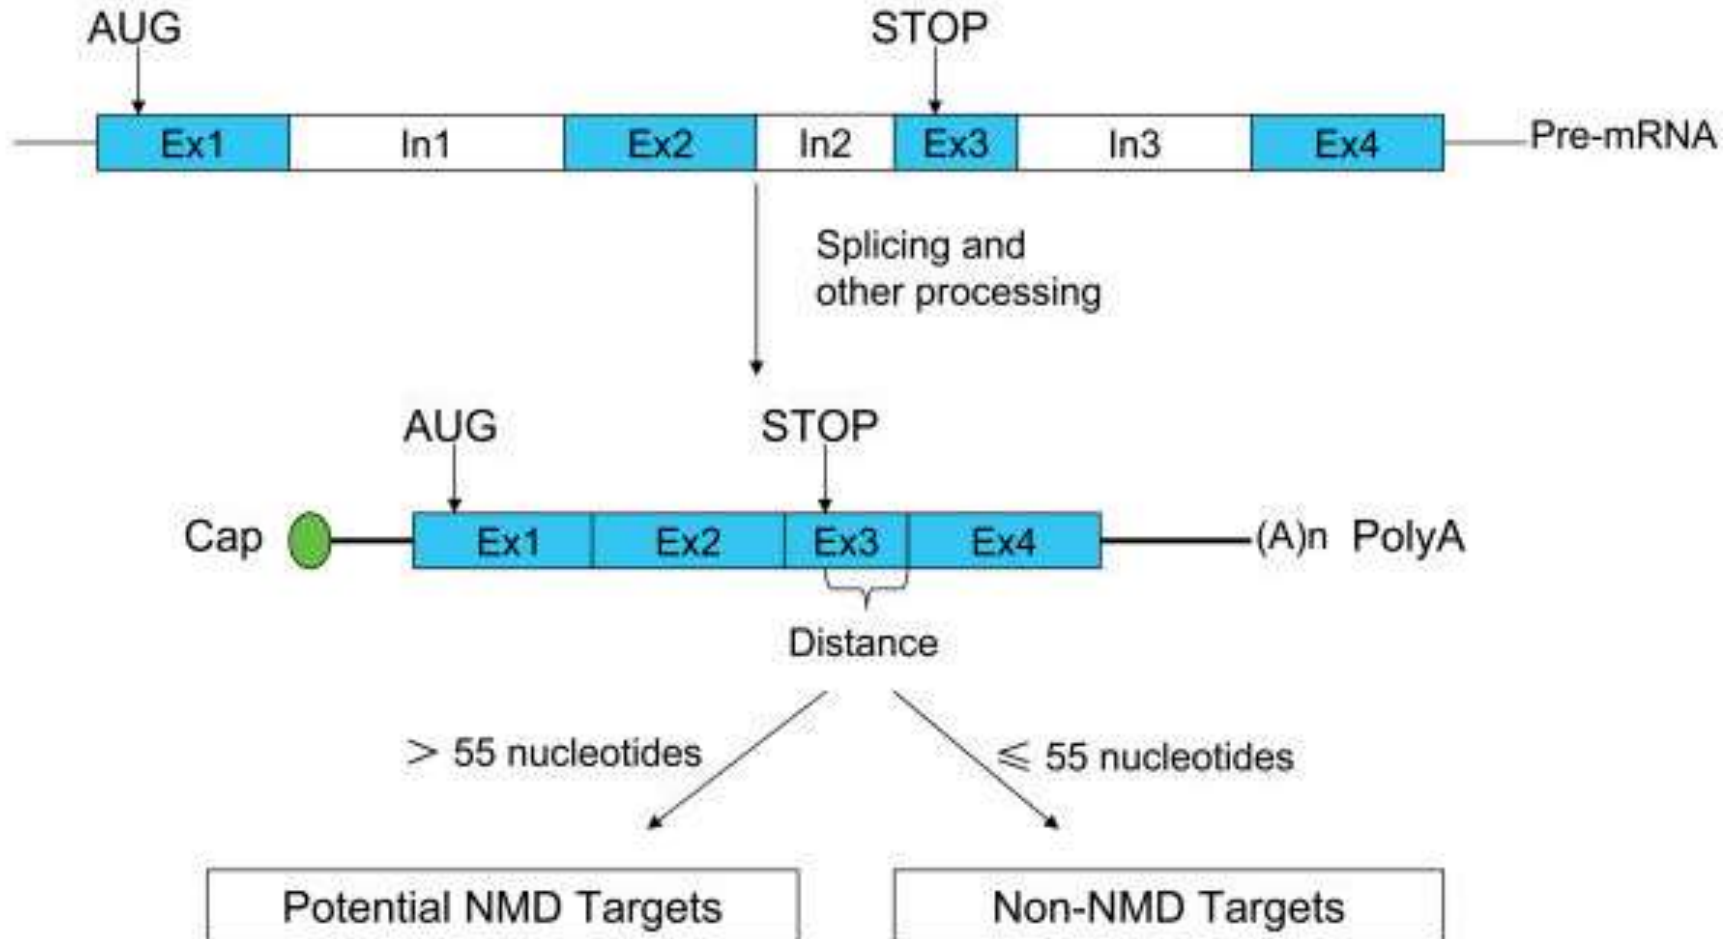 AUG STOP
Ex1 In1 Ex2 In2 Ex3 In3 Ex4 Pre-mRNA
Splicing and
other processing
AUG STOP
Cap Ex1 Ex2 Ex3 Ex4 (A)n PolyA
Distance
> 55 nucleotides ⩽ 55 nucleotides
Potential NMD Targets Non-NMD Targets